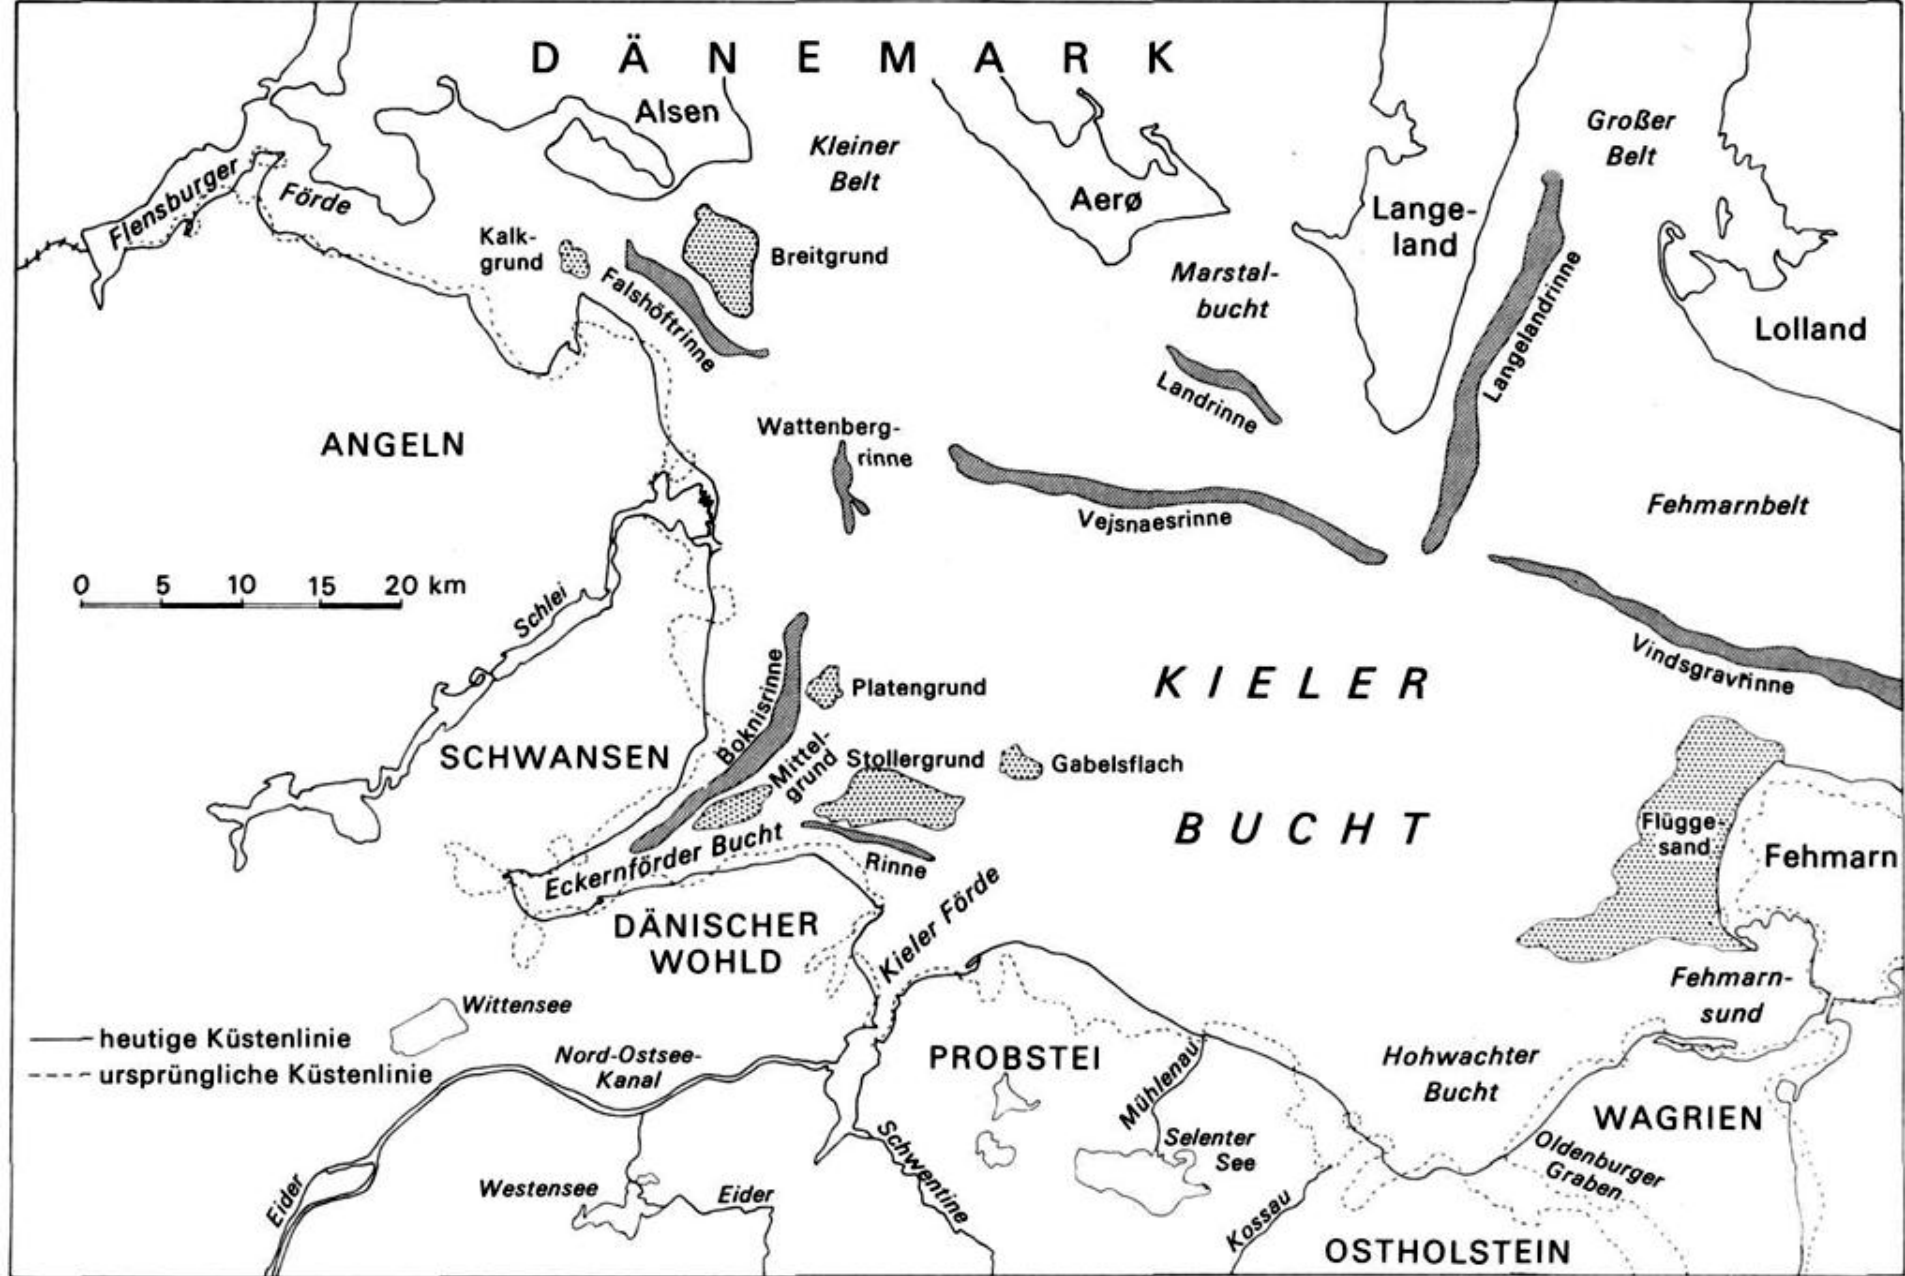 DÄNEMARK
Alsen
Kleiner
Belt
Großer
Belt
Flensburger
Förde
Aerø
Lange-
land
Kalk-
grund
Breitgrund
Falshöftrinne
Marstal-
bucht
Langelandrinne
Lolland
Landrinne
ANGELN
Wattenberg-
rinne
Vejsnaesrinne
Fehmarnbelt
0 5 10 15 20 km
Schlei
Boknisrinne
Platengrund
KIELER
Vindsgravrinne
SCHWANSEN
Mittel-
grund
Stollergrund
Gabelsflach
BUCHT
Flügge-
sand
Fehmarn
Eckernförder Bucht
Rinne
DÄNISCHER
WOHLD
Kieler Förde
Fehmarn-
sund
Wittensee
heutige Küstenlinie
ursprüngliche Küstenlinie
Nord-Ostsee-
Kanal
PROBSTEI
Mühlenau
Hohwachter
Bucht
WAGRIEN
Selenter
See
Oldenburger
Graben
Eider
Westensee
Eider
Schwentine
Kossau
OSTHOLSTEIN